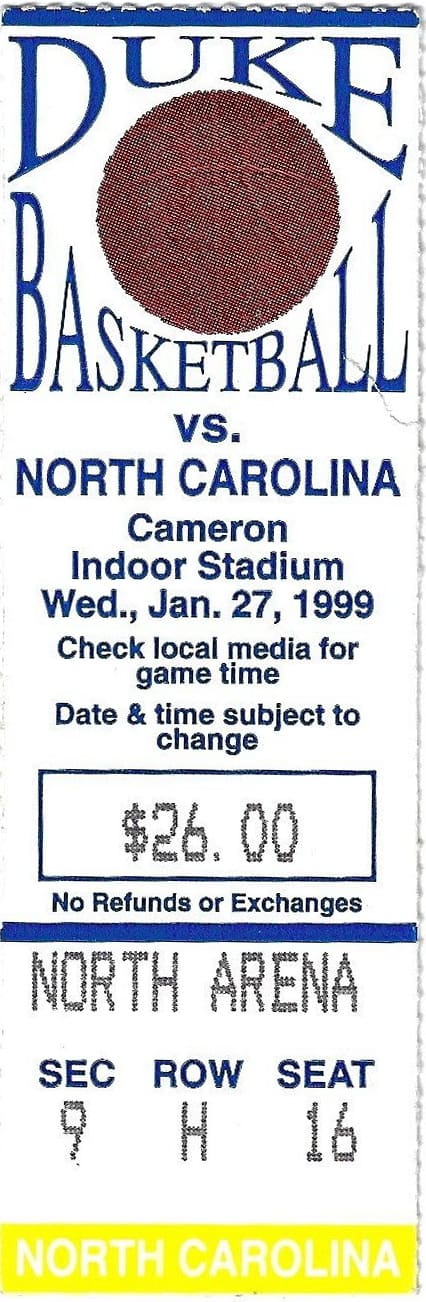 DUKE
BASKETBALL
vs.
NORTH CAROLINA
Cameron
Indoor Stadium
Wed., Jan. 27, 1999
Check local media for
game time
Date & time subject to
change
$26.00
No Refunds or Exchanges
NORTH ARENA
SEC ROW SEAT
9 H 16
NORTH CAROLINA